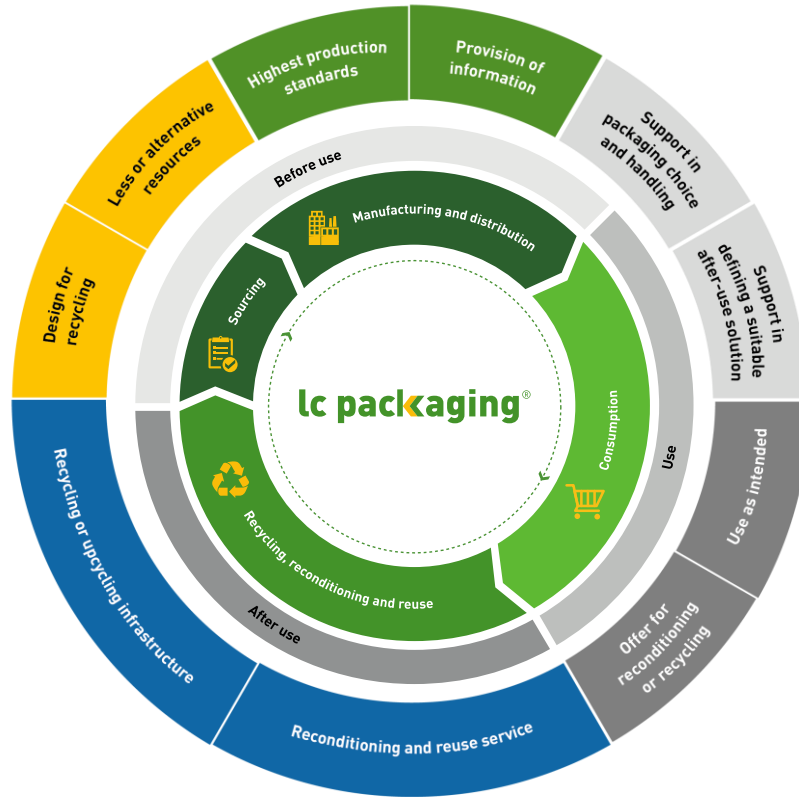 Highest production
standards
Provision of
information
Support in
packaging choice
and handling
Support in
defining a suitable
after-use solution
Use as intended
Offer for
reconditioning
or recycling
Reconditioning and reuse service
Recycling or upcycling infrastructure
Design for
recycling
Less or alternative
resources
Before use
Use
After use
Manufacturing and distribution
Consumption
Recycling, reconditioning and reuse
Sourcing
lc packaging®